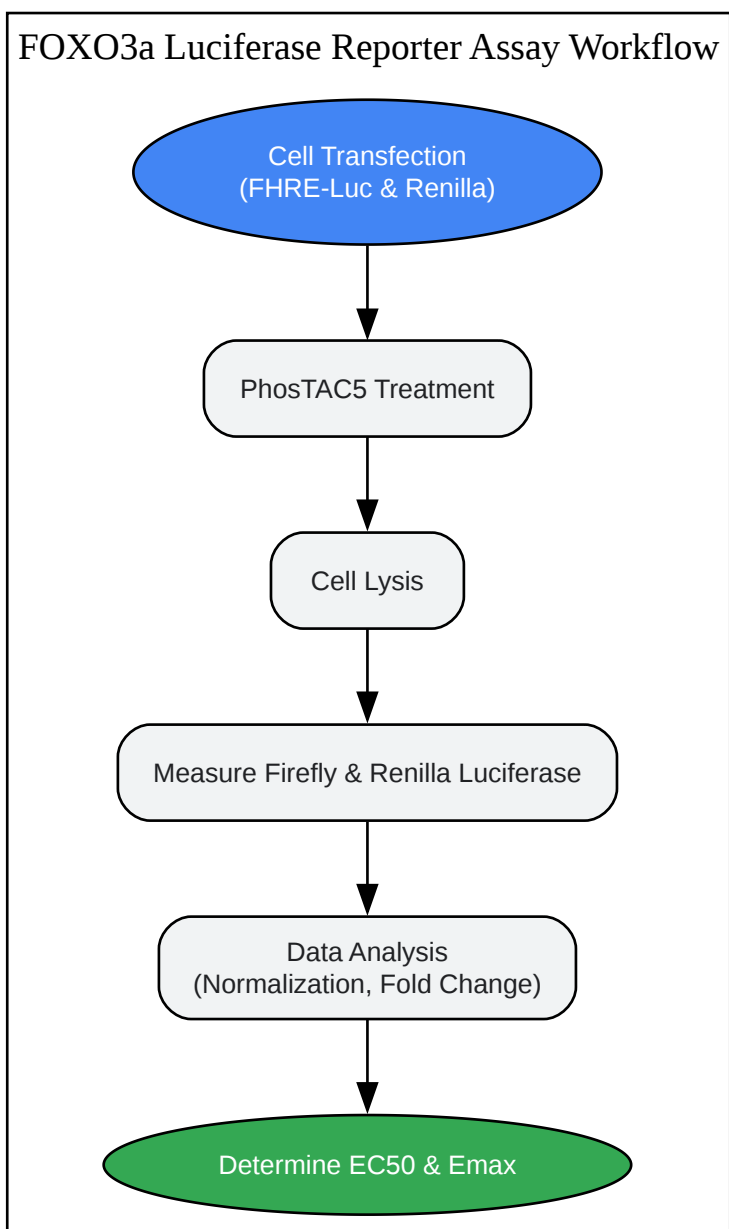 FOXO3a Luciferase Reporter Assay Workflow
Cell Transfection
(FHRE-Luc & Renilla)
PhosTAC5 Treatment
Cell Lysis
Measure Firefly & Renilla Luciferase
Data Analysis
(Normalization, Fold Change)
Determine EC50 & Emax